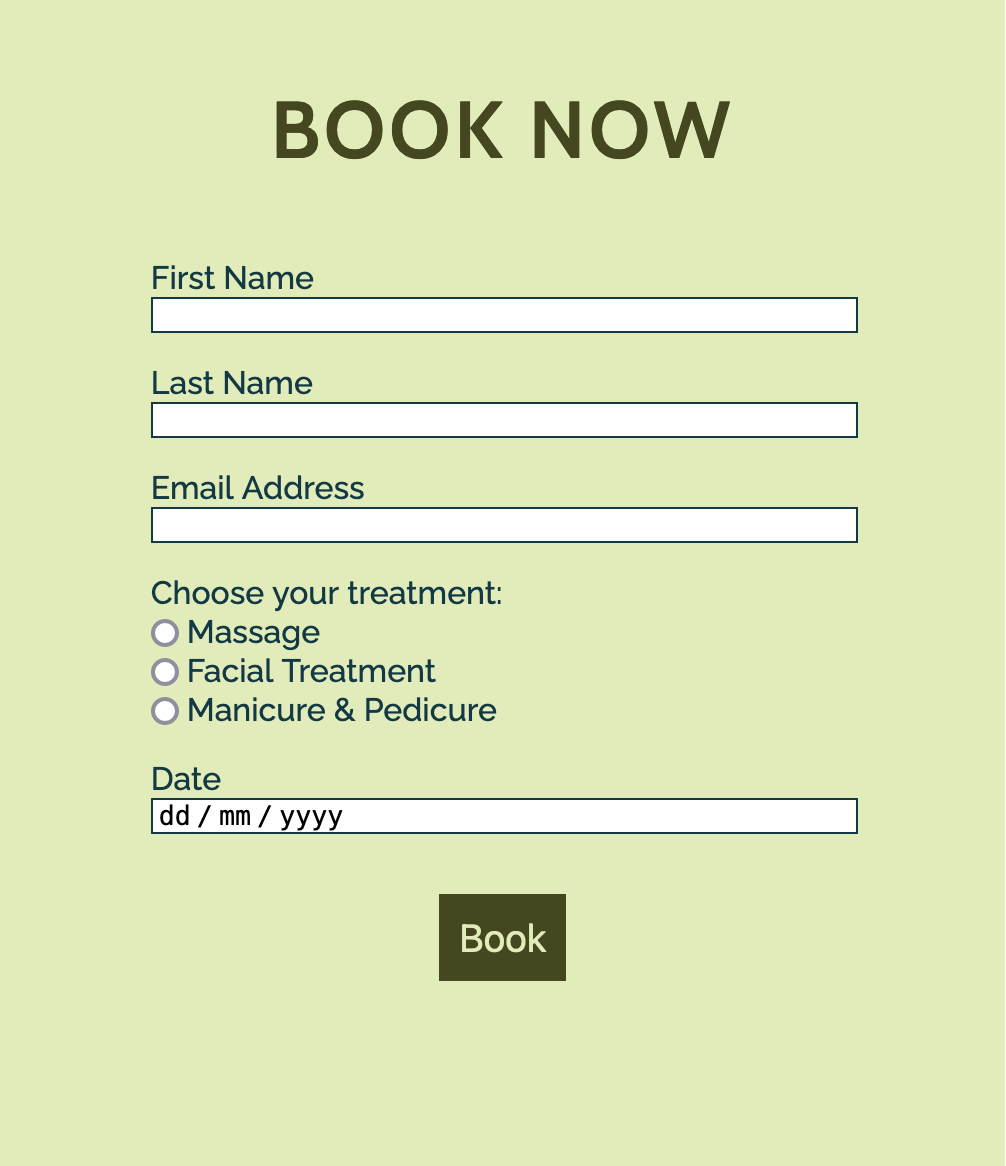 BOOK NOW
First Name
Last Name
Email Address
Choose your treatment:
Massage
Facial Treatment
Manicure & Pedicure
Date
dd / mm / yyyy
Book